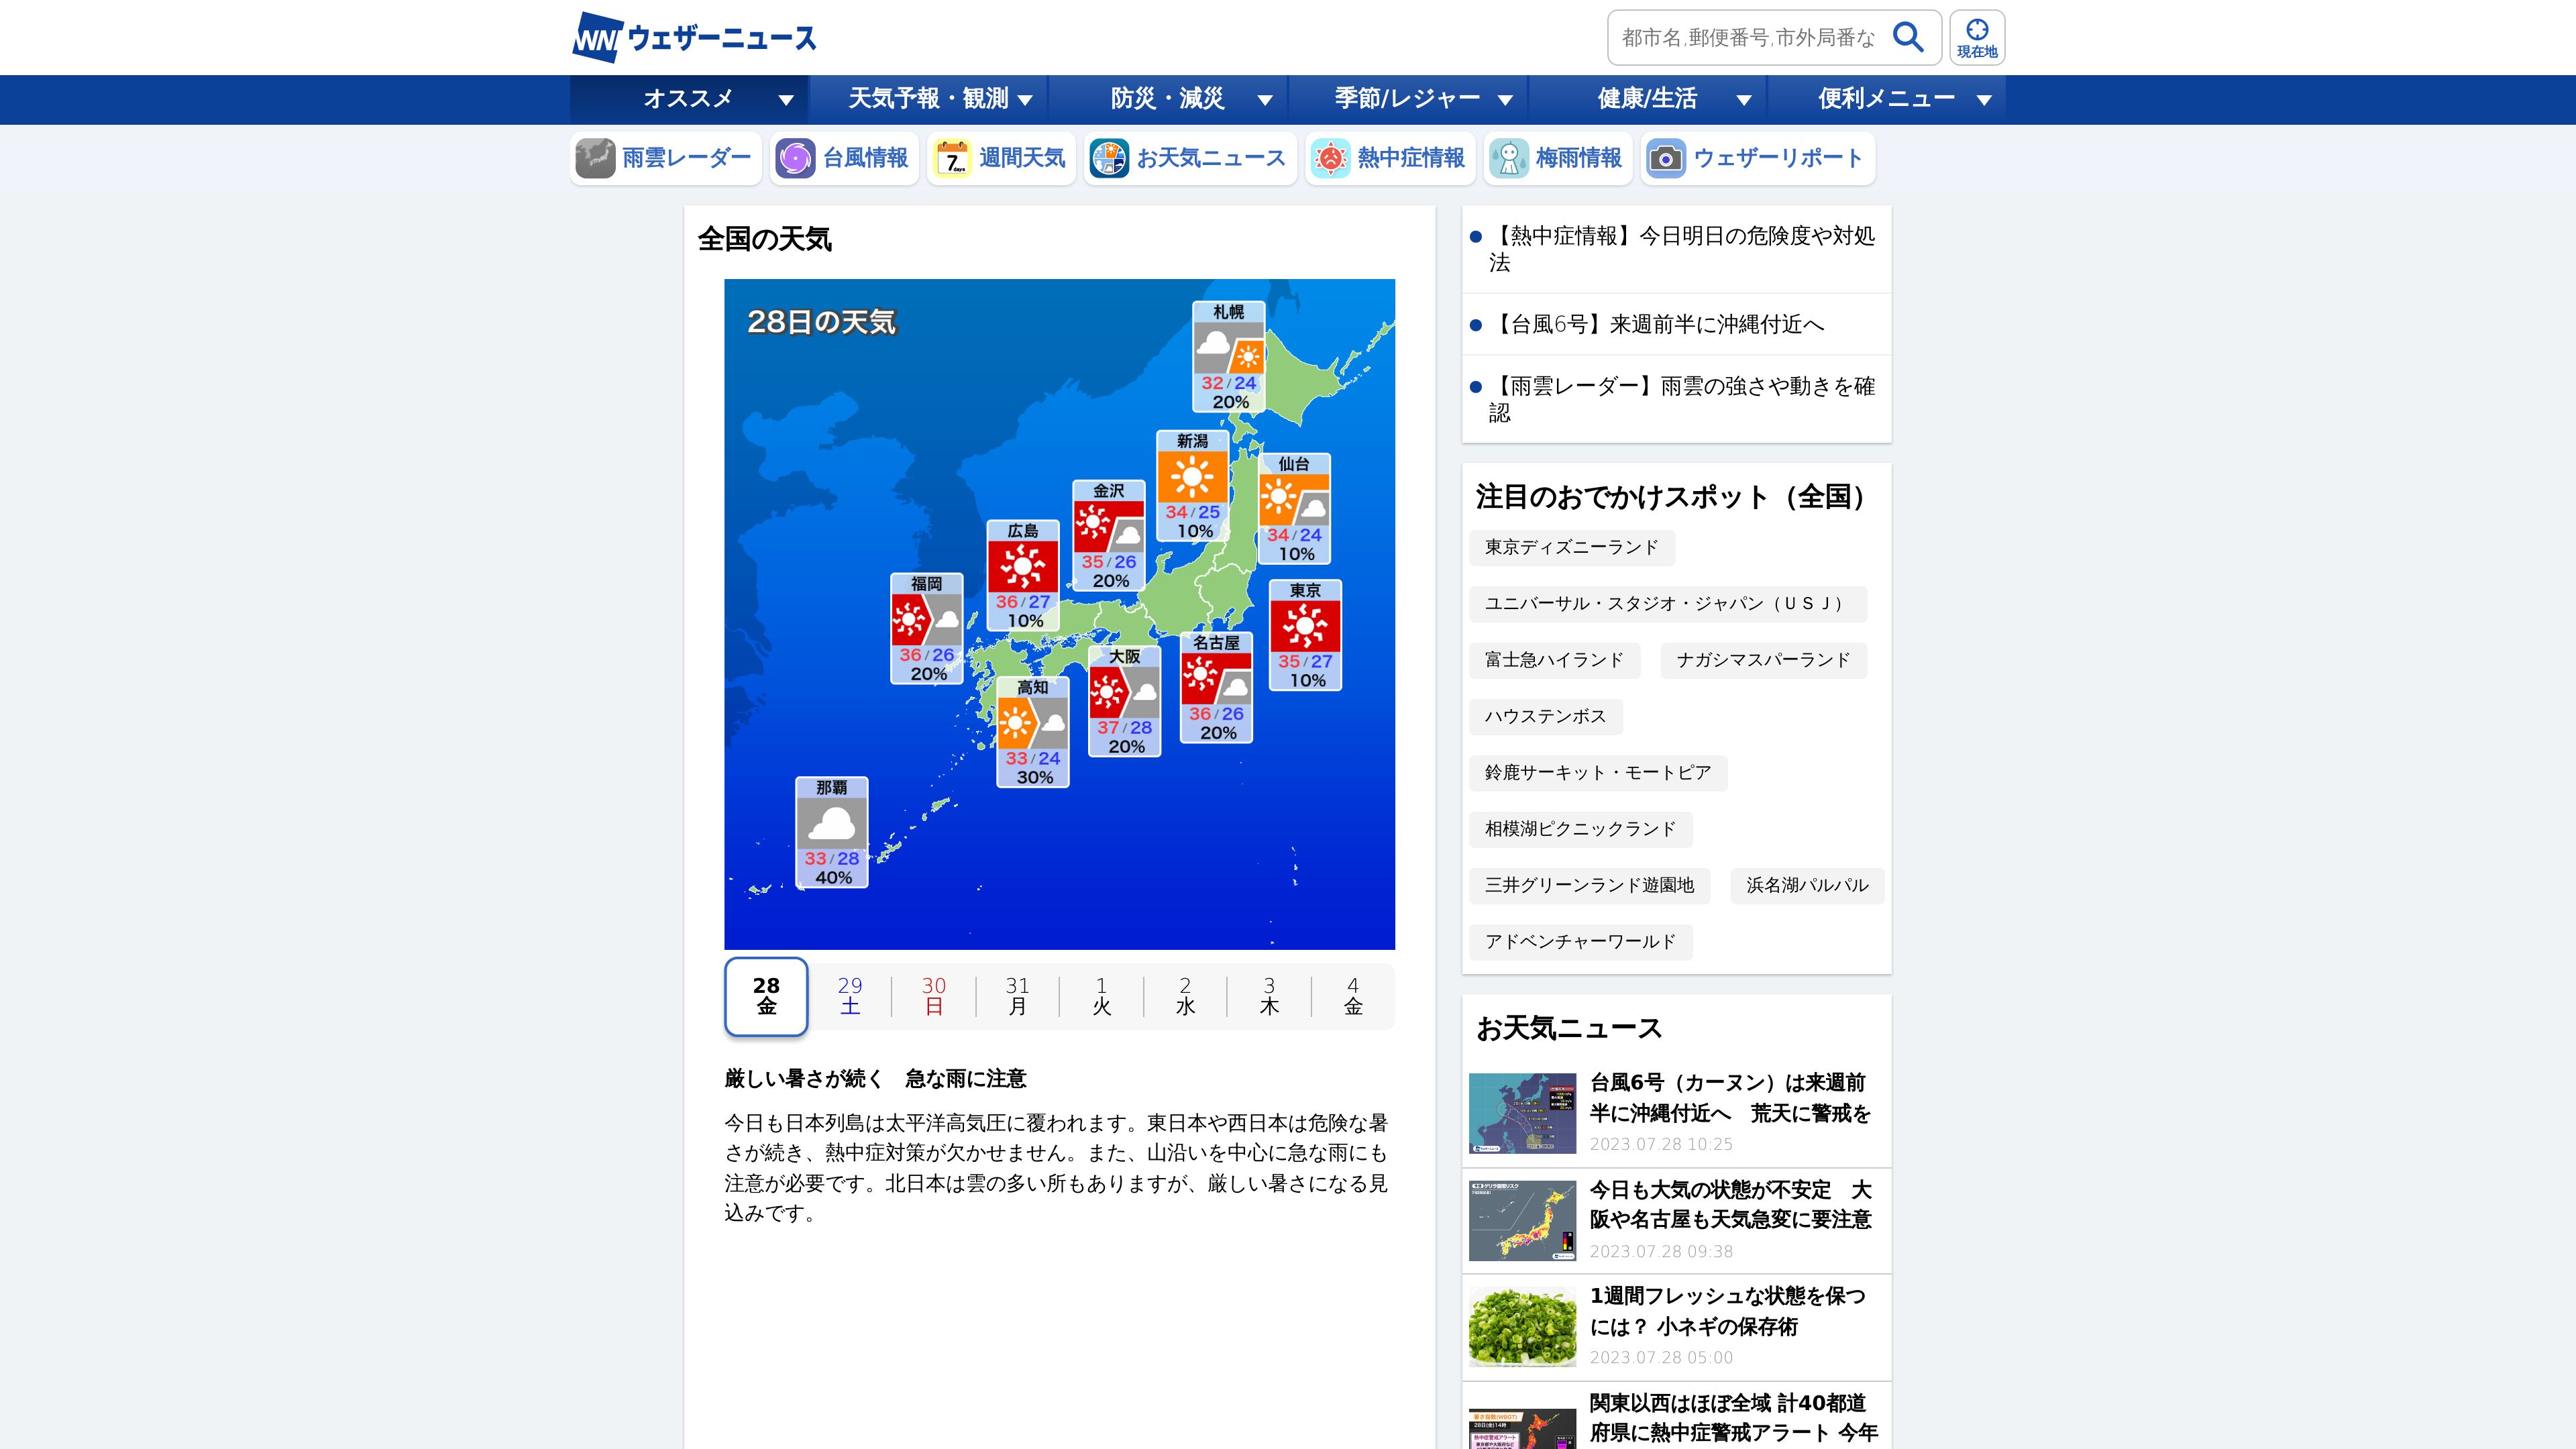 WNI ウェザーニュース
都市名,郵便番号,市外局番な
現在地
オススメ
天気予報・観測
防災・減災
季節/レジャー
健康/生活
便利メニュー
雨雲レーダー
7days
台風情報
週間天気
お天気ニュース
熱中症情報
梅雨情報
ウェザーリポート
全国の天気
28日の天気
札幌
32/24
20%
新潟
34/25
10%
仙台
34/24
10%
金沢
35/26
20%
広島
36/27
10%
福岡
36/26
20%
東京
35/27
10%
名古屋
36/26
20%
大阪
37/28
20%
高知
33/24
30%
那覇
33/28
40%
28
金
29
土
30
日
31
月
1
火
2
水
3
木
4
金
厳しい暑さが続く　急な雨に注意
今日も日本列島は太平洋高気圧に覆われます。東日本や西日本は危険な暑
さが続き、熱中症対策が欠かせません。また、山沿いを中心に急な雨にも
注意が必要です。北日本は雲の多い所もありますが、厳しい暑さになる見
込みです。
【熱中症情報】今日明日の危険度や対処
法
【台風6号】来週前半に沖縄付近へ
【雨雲レーダー】雨雲の強さや動きを確
認
注目のおでかけスポット（全国）
東京ディズニーランド
ユニバーサル・スタジオ・ジャパン（ＵＳＪ）
富士急ハイランド
ナガシマスパーランド
ハウステンボス
鈴鹿サーキット・モートピア
相模湖ピクニックランド
三井グリーンランド遊園地
浜名湖パルパル
アドベンチャーワールド
お天気ニュース
台風6号（カーヌン）は来週前
半に沖縄付近へ　荒天に警戒を
2023.07.28 10:25
今日も大気の状態が不安定　大
阪や名古屋も天気急変に要注意
2023.07.28 09:38
1週間フレッシュな状態を保つ
には？ 小ネギの保存術
2023.07.28 05:00
関東以西はほぼ全域 計40都道
府県に熱中症警戒アラート 今年
暑さ指数(WBGT)
28日(金)14時
熱中症警戒アラート